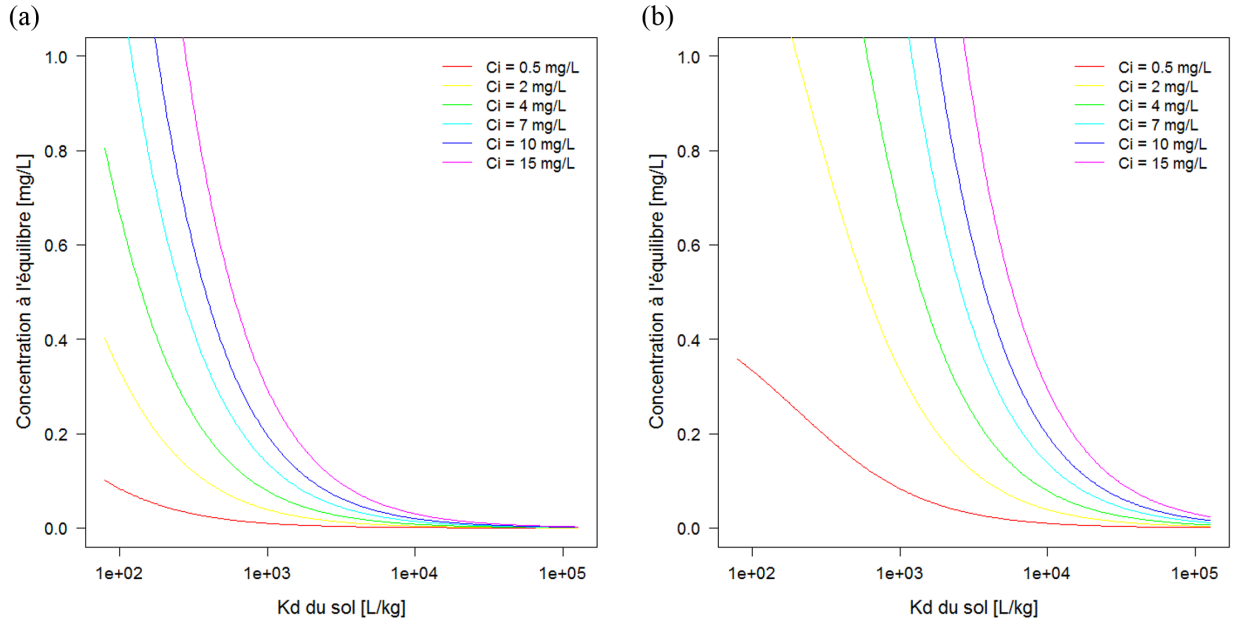 (a)
Concentration à l'équilibre [mg/L]
1.0
0.8
0.6
0.4
0.2
0.0
Ci = 0.5 mg/L
Ci = 2 mg/L
Ci = 4 mg/L
Ci = 7 mg/L
Ci = 10 mg/L
Ci = 15 mg/L
1e+02 1e+03 1e+04 1e+05
Kd du sol [L/kg]
(b)
Concentration à l'équilibre [mg/L]
1.0
0.8
0.6
0.4
0.2
0.0
Ci = 0.5 mg/L
Ci = 2 mg/L
Ci = 4 mg/L
Ci = 7 mg/L
Ci = 10 mg/L
Ci = 15 mg/L
1e+02 1e+03 1e+04 1e+05
Kd du sol [L/kg]